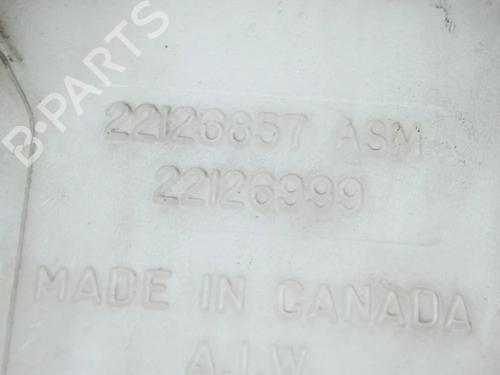 B-PARTS
22126857 ASM
22126999
MADE IN CANADA
A.I.W